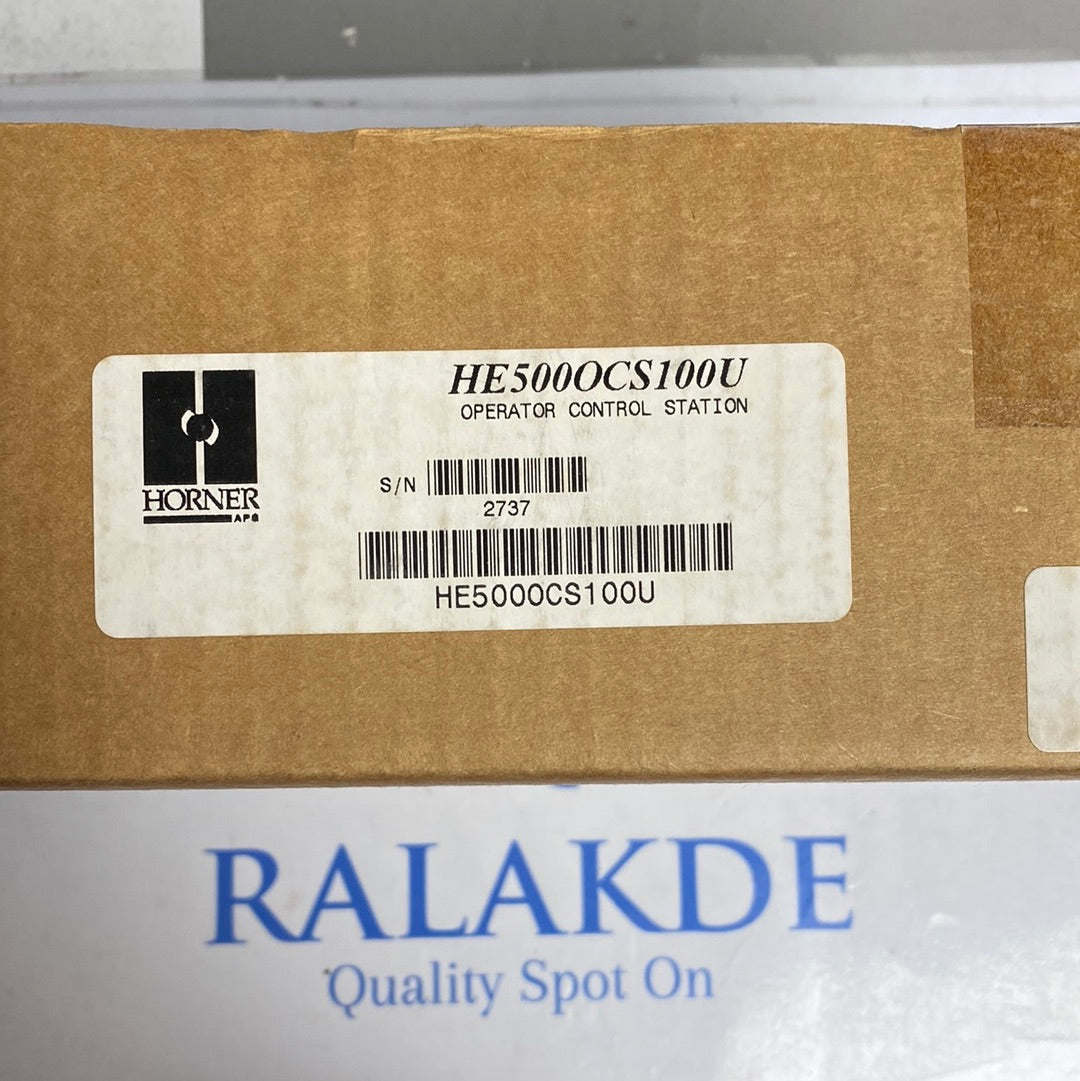 HE500OCS100U
OPERATOR CONTROL STATION
HORNER
APG
S/N
2737
HE500OCS100U
RALAKDE
Quality Spot On